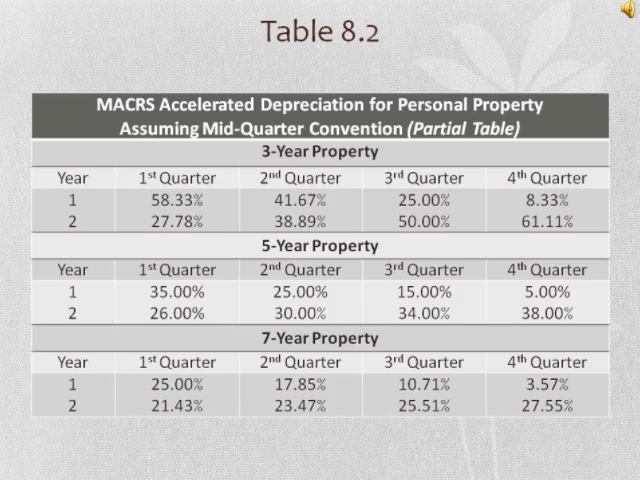 Table 8.2
MACRS Accelerated Depreciation for Personal Property
Assuming Mid-Quarter Convention (Partial Table)
3-Year Property
Year 1st Quarter 2nd Quarter 3rd Quarter 4th Quarter
1 58.33% 41.67% 25.00% 8.33%
2 27.78% 38.89% 50.00% 61.11%
5-Year Property
Year 1st Quarter 2nd Quarter 3rd Quarter 4th Quarter
1 35.00% 25.00% 15.00% 5.00%
2 26.00% 30.00% 34.00% 38.00%
7-Year Property
Year 1st Quarter 2nd Quarter 3rd Quarter 4th Quarter
1 25.00% 17.85% 10.71% 3.57%
2 21.43% 23.47% 25.51% 27.55%